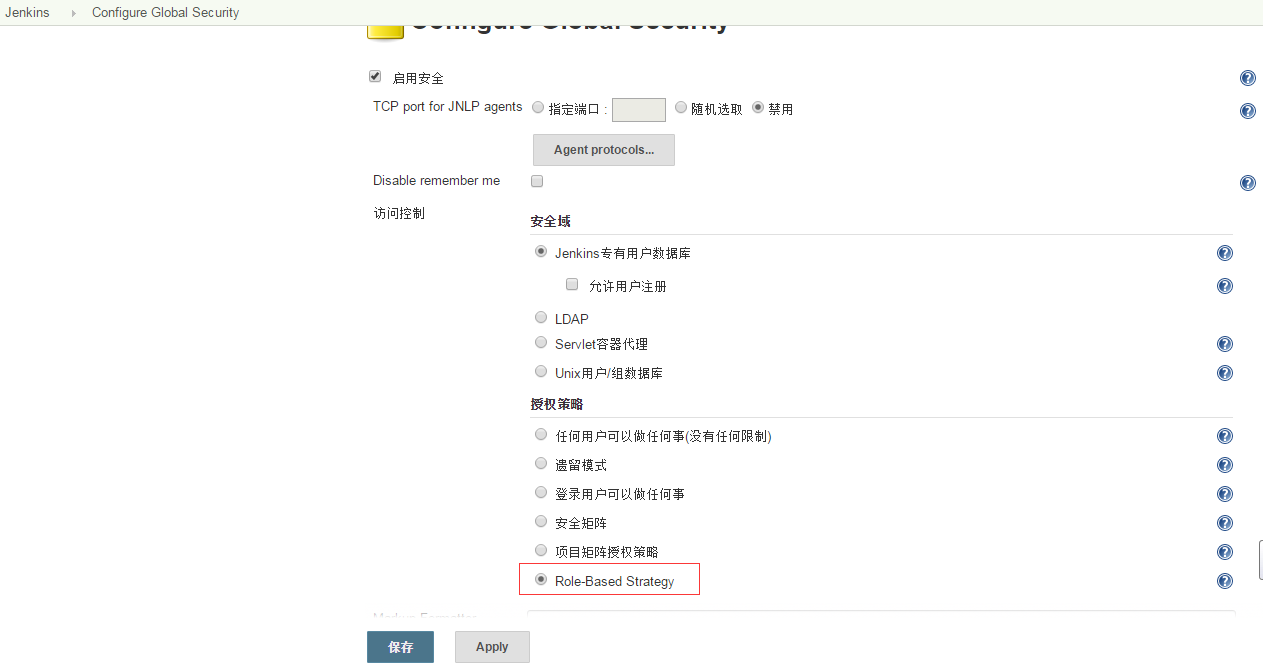 Jenkins Configure Global Security
Configure Global Security
启用安全
TCP port for JNLP agents 指定端口 : 随机选取 禁用
Agent protocols...
Disable remember me
访问控制
安全域
Jenkins专有用户数据库
允许用户注册
LDAP
Servlet容器代理
Unix用户/组数据库
授权策略
任何用户可以做任何事(没有任何限制)
遗留模式
登录用户可以做任何事
安全矩阵
项目矩阵授权策略
Role-Based Strategy
Markup Formatter
保存 Apply